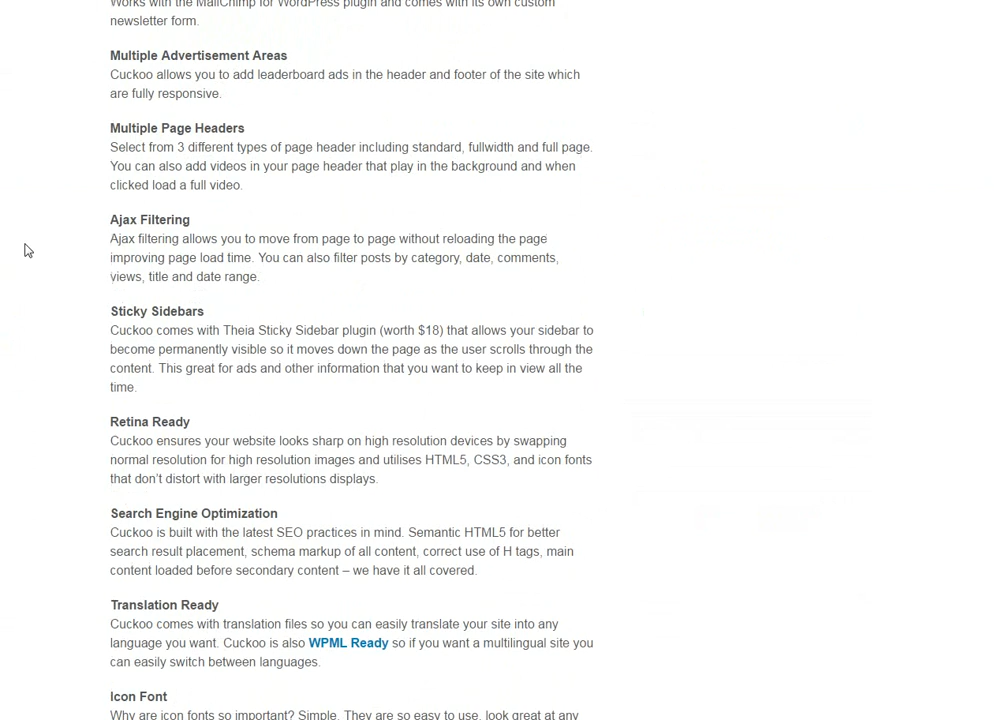 Works with the MailChimp for WordPress plugin and comes with its own custom
newsletter form.
Multiple Advertisement Areas
Cuckoo allows you to add leaderboard ads in the header and footer of the site which
are fully responsive.
Multiple Page Headers
Select from 3 different types of page header including standard, fullwidth and full page.
You can also add videos in your page header that play in the background and when
clicked load a full video.
Ajax Filtering
Ajax filtering allows you to move from page to page without reloading the page
improving page load time. You can also filter posts by category, date, comments,
views, title and date range.
Sticky Sidebars
Cuckoo comes with Theia Sticky Sidebar plugin (worth $18) that allows your sidebar to
become permanently visible so it moves down the page as the user scrolls through the
content. This great for ads and other information that you want to keep in view all the
time.
Retina Ready
Cuckoo ensures your website looks sharp on high resolution devices by swapping
normal resolution for high resolution images and utilises HTML5, CSS3, and icon fonts
that don’t distort with larger resolutions displays.
Search Engine Optimization
Cuckoo is built with the latest SEO practices in mind. Semantic HTML5 for better
search result placement, schema markup of all content, correct use of H tags, main
content loaded before secondary content – we have it all covered.
Translation Ready
Cuckoo comes with translation files so you can easily translate your site into any
language you want. Cuckoo is also WPML Ready so if you want a multilingual site you
can easily switch between languages.
Icon Font
Why are icon fonts so important? Simple. They are so easy to use, look great at any